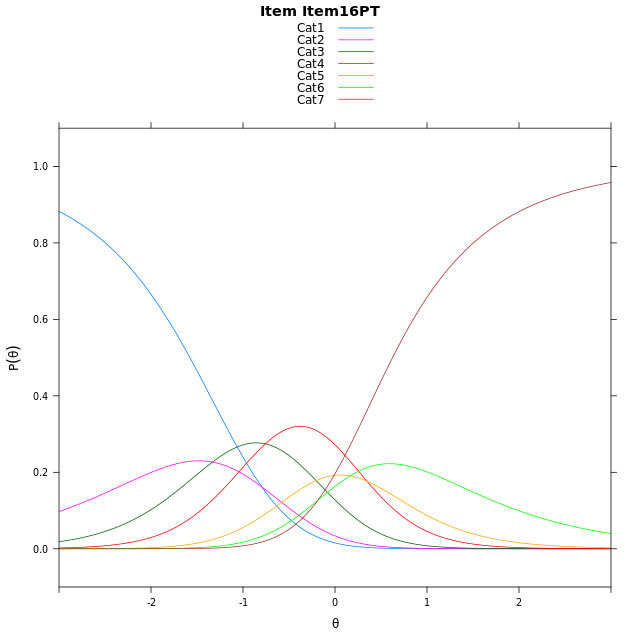 Item Item16PT
Cat1
Cat2
Cat3
Cat4
Cat5
Cat6
Cat7
1.0
0.8
0.6
0.4
0.2
0.0
P(θ)
-2 -1 0 1 2
θ